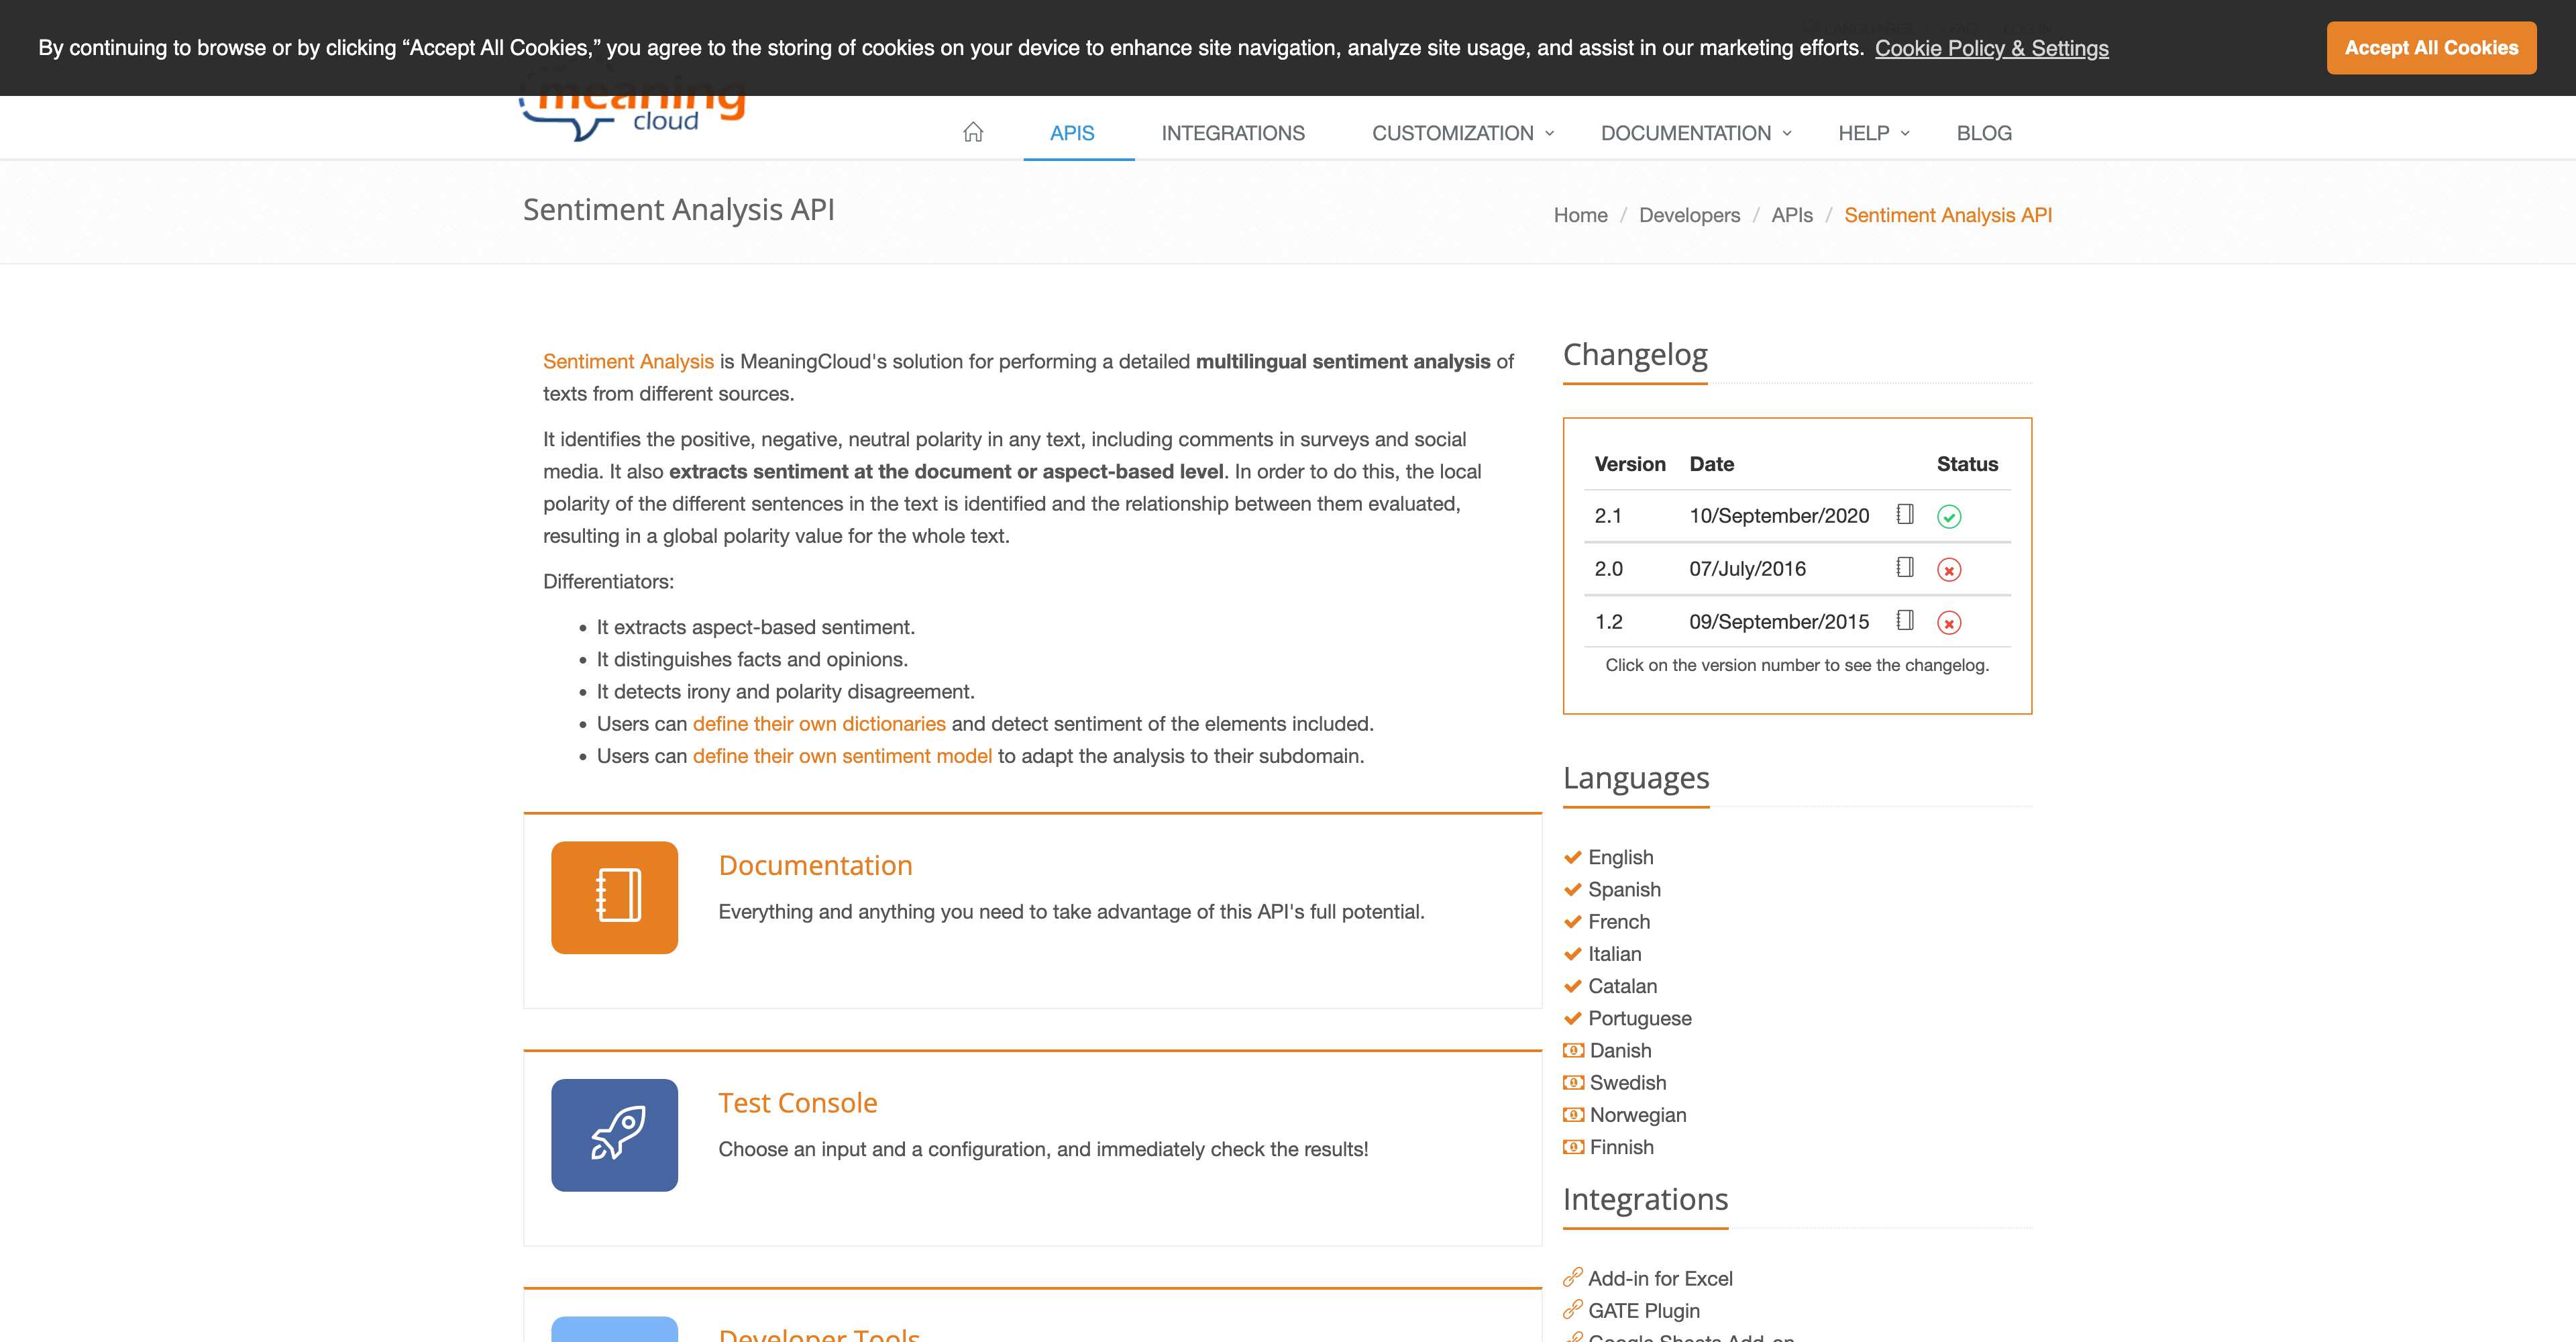 By continuing to browse or by clicking “Accept All Cookies,” you agree to the storing of cookies on your device to enhance site navigation, analyze site usage, and assist in our marketing efforts. Cookie Policy & Settings
Accept All Cookies
meaning
cloud
APIS
INTEGRATIONS
CUSTOMIZATION
DOCUMENTATION
HELP
BLOG
Sentiment Analysis API
Home / Developers / APIs / Sentiment Analysis API
Sentiment Analysis is MeaningCloud's solution for performing a detailed multilingual sentiment analysis of
texts from different sources.
It identifies the positive, negative, neutral polarity in any text, including comments in surveys and social
media. It also extracts sentiment at the document or aspect-based level. In order to do this, the local
polarity of the different sentences in the text is identified and the relationship between them evaluated,
resulting in a global polarity value for the whole text.
Differentiators:
• It extracts aspect-based sentiment.
• It distinguishes facts and opinions.
• It detects irony and polarity disagreement.
• Users can define their own dictionaries and detect sentiment of the elements included.
• Users can define their own sentiment model to adapt the analysis to their subdomain.
Documentation
Everything and anything you need to take advantage of this API's full potential.
Test Console
Choose an input and a configuration, and immediately check the results!
Developer Tools
Changelog
Version Date Status
2.1 10/September/2020
2.0 07/July/2016
1.2 09/September/2015
Click on the version number to see the changelog.
Languages
English
Spanish
French
Italian
Catalan
Portuguese
Danish
Swedish
Norwegian
Finnish
Integrations
Add-in for Excel
GATE Plugin
Google Sheets Add-on